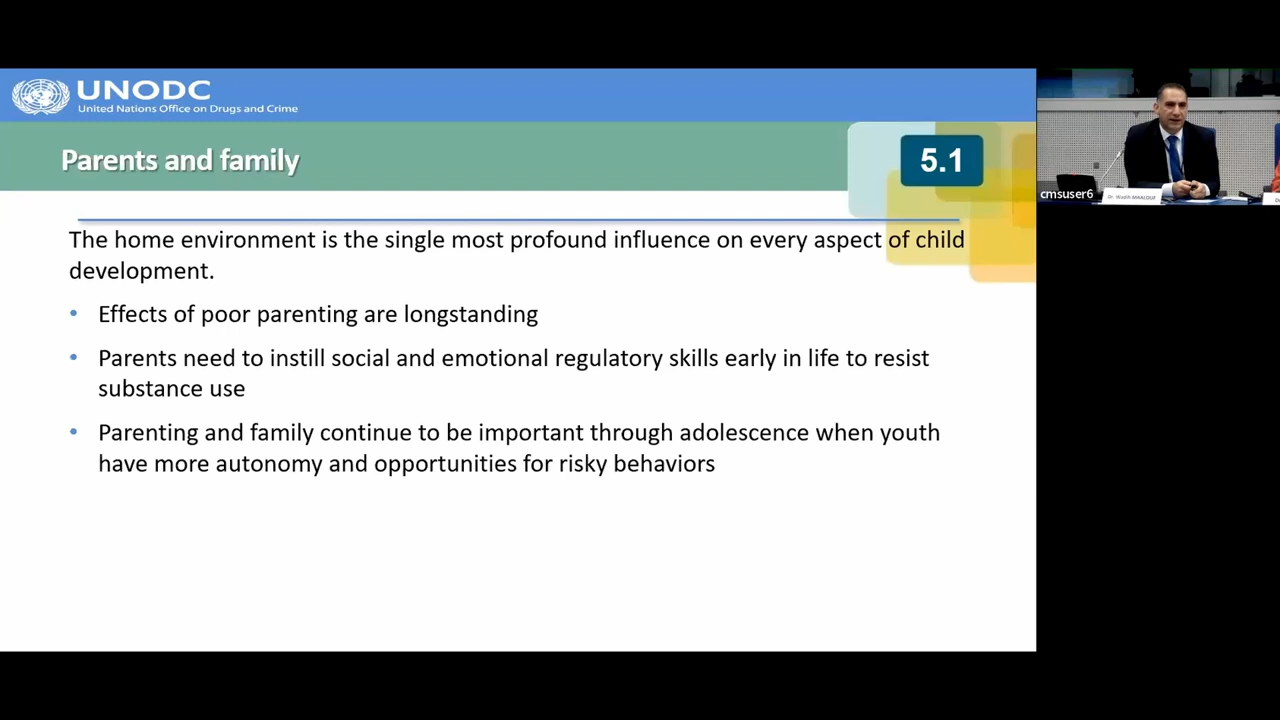 UNODC
United Nations Office on Drugs and Crime
Parents and family
5.1
The home environment is the single most profound influence on every aspect of child
development.
• Effects of poor parenting are longstanding
• Parents need to instill social and emotional regulatory skills early in life to resist
substance use
• Parenting and family continue to be important through adolescence when youth
have more autonomy and opportunities for risky behaviors
cmsuser6
Dr. Wadih MAALOUF